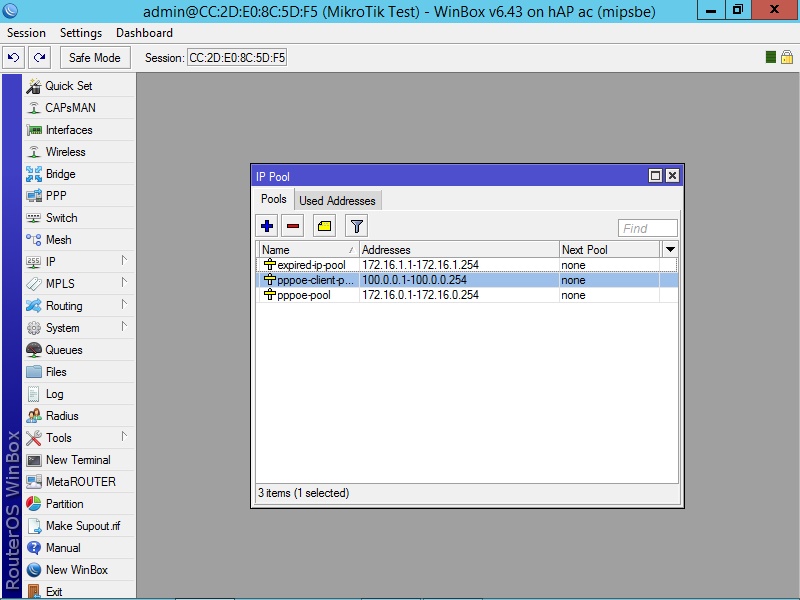 admin@CC:2D:E0:8C:5D:F5 (MikroTik Test) - WinBox v6.43 on hAP ac (mipsbe)
Session Settings Dashboard
Safe Mode Session: CC:2D:E0:8C:5D:F5
Quick Set
CAPsMAN
Interfaces
Wireless
Bridge
PPP
Switch
Mesh
IP
MPLS
Routing
System
Queues
Files
Log
Radius
Tools
New Terminal
MetaROUTER
Partition
Make Supout.rif
Manual
New WinBox
Exit
RouterOS WinBox
IP Pool
Pools Used Addresses
Find
Name Addresses Next Pool
expired-ip-pool 172.16.1.1-172.16.1.254 none
pppoe-client-p... 100.0.0.1-100.0.0.254 none
pppoe-pool 172.16.0.1-172.16.0.254 none
3 items (1 selected)